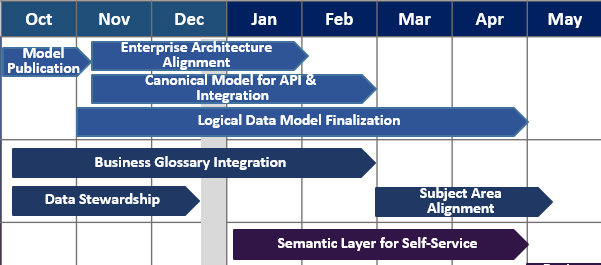 Oct Nov Dec Jan Feb Mar Apr May
Model
Publication
Enterprise Architecture
Alignment
Canonical Model for API &
Integration
Logical Data Model Finalization
Business Glossary Integration
Data Stewardship
Subject Area
Alignment
Semantic Layer for Self-Service